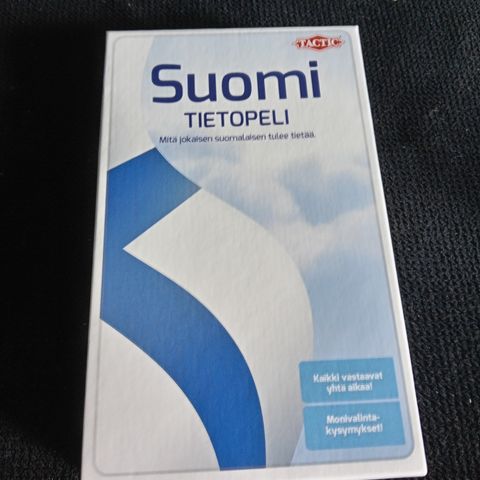 TACTIC
Suomi
TIETOPELI
Mitä jokaisen suomalaisen tulee tietää.
Kaikki vastaavat
yhtä aikaa!
Monivalinta-
kysymykset!